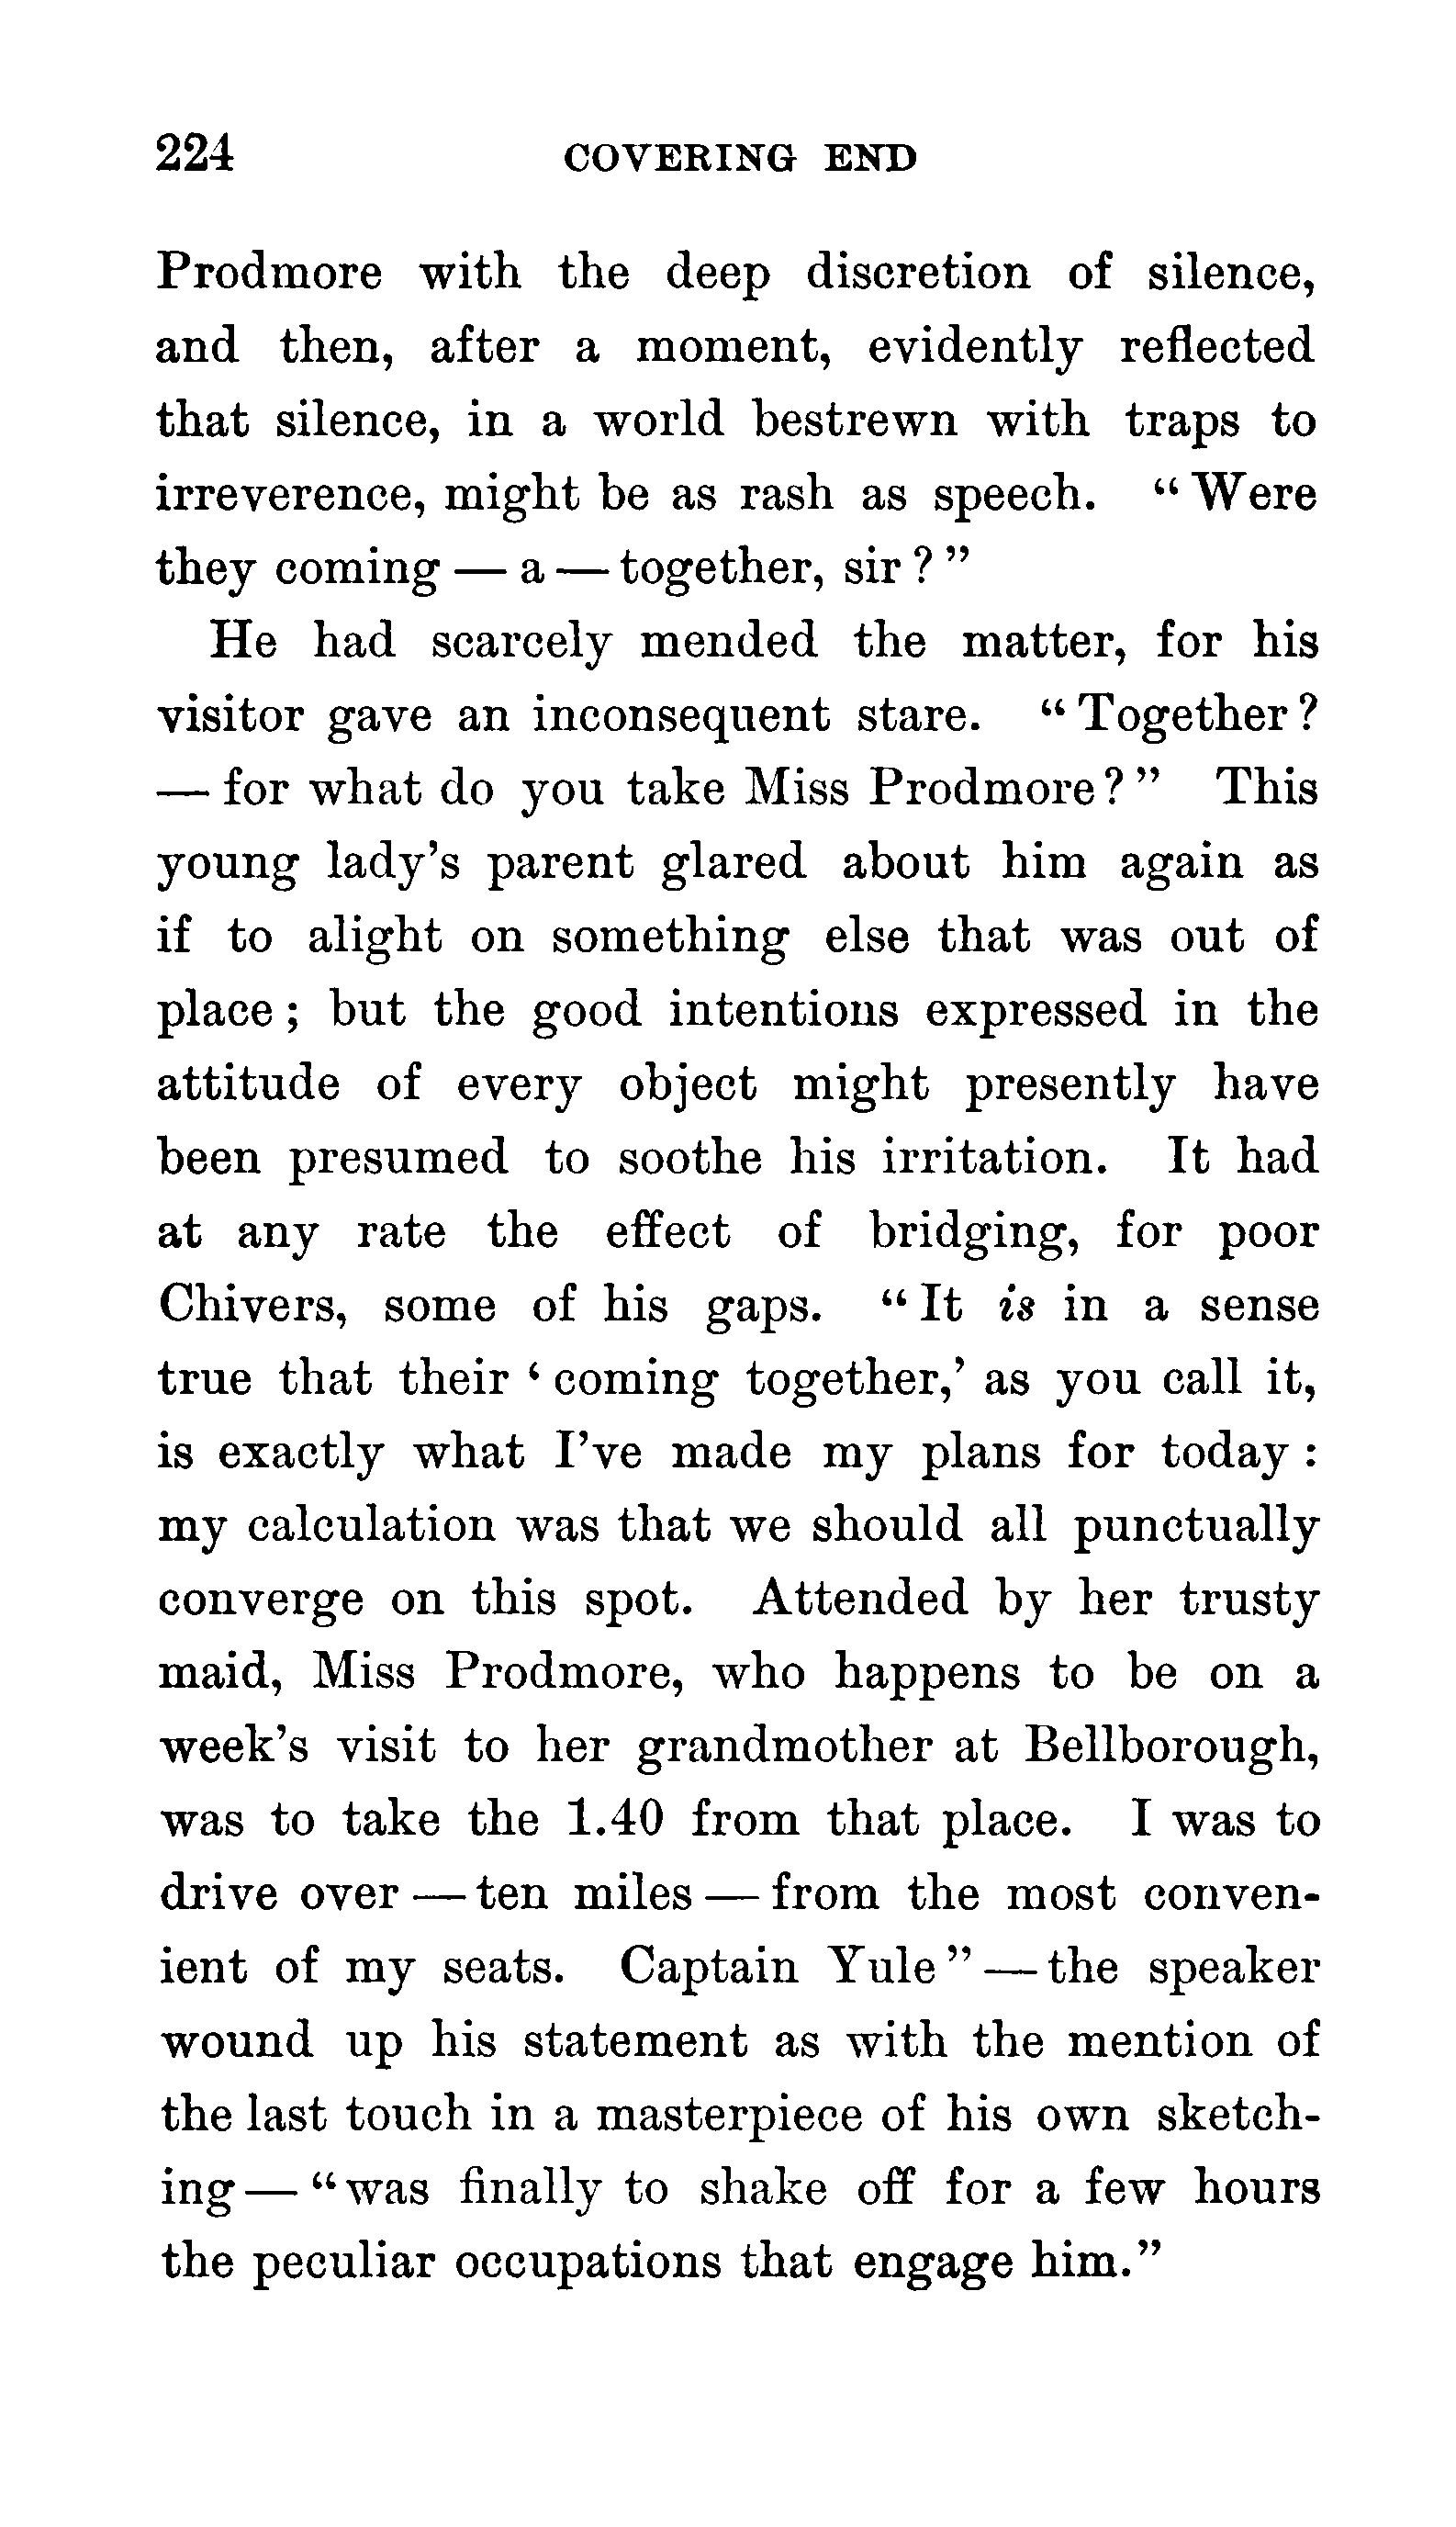 224 COVERING END
Prodmore with the deep discretion of silence,
and then, after a moment, evidently reflected
that silence, in a world bestrewn with traps to
irreverence, might be as rash as speech. “Were
they coming — a — together, sir?”
He had scarcely mended the matter, for his
visitor gave an inconsequent stare. “Together?
— for what do you take Miss Prodmore?” This
young lady’s parent glared about him again as
if to alight on something else that was out of
place; but the good intentions expressed in the
attitude of every object might presently have
been presumed to soothe his irritation. It had
at any rate the effect of bridging, for poor
Chivers, some of his gaps. “It is in a sense
true that their ‘coming together,’ as you call it,
is exactly what I’ve made my plans for today:
my calculation was that we should all punctually
converge on this spot. Attended by her trusty
maid, Miss Prodmore, who happens to be on a
week’s visit to her grandmother at Bellborough,
was to take the 1.40 from that place. I was to
drive over — ten miles — from the most conven-
ient of my seats. Captain Yule” — the speaker
wound up his statement as with the mention of
the last touch in a masterpiece of his own sketch-
ing — “was finally to shake off for a few hours
the peculiar occupations that engage him.”